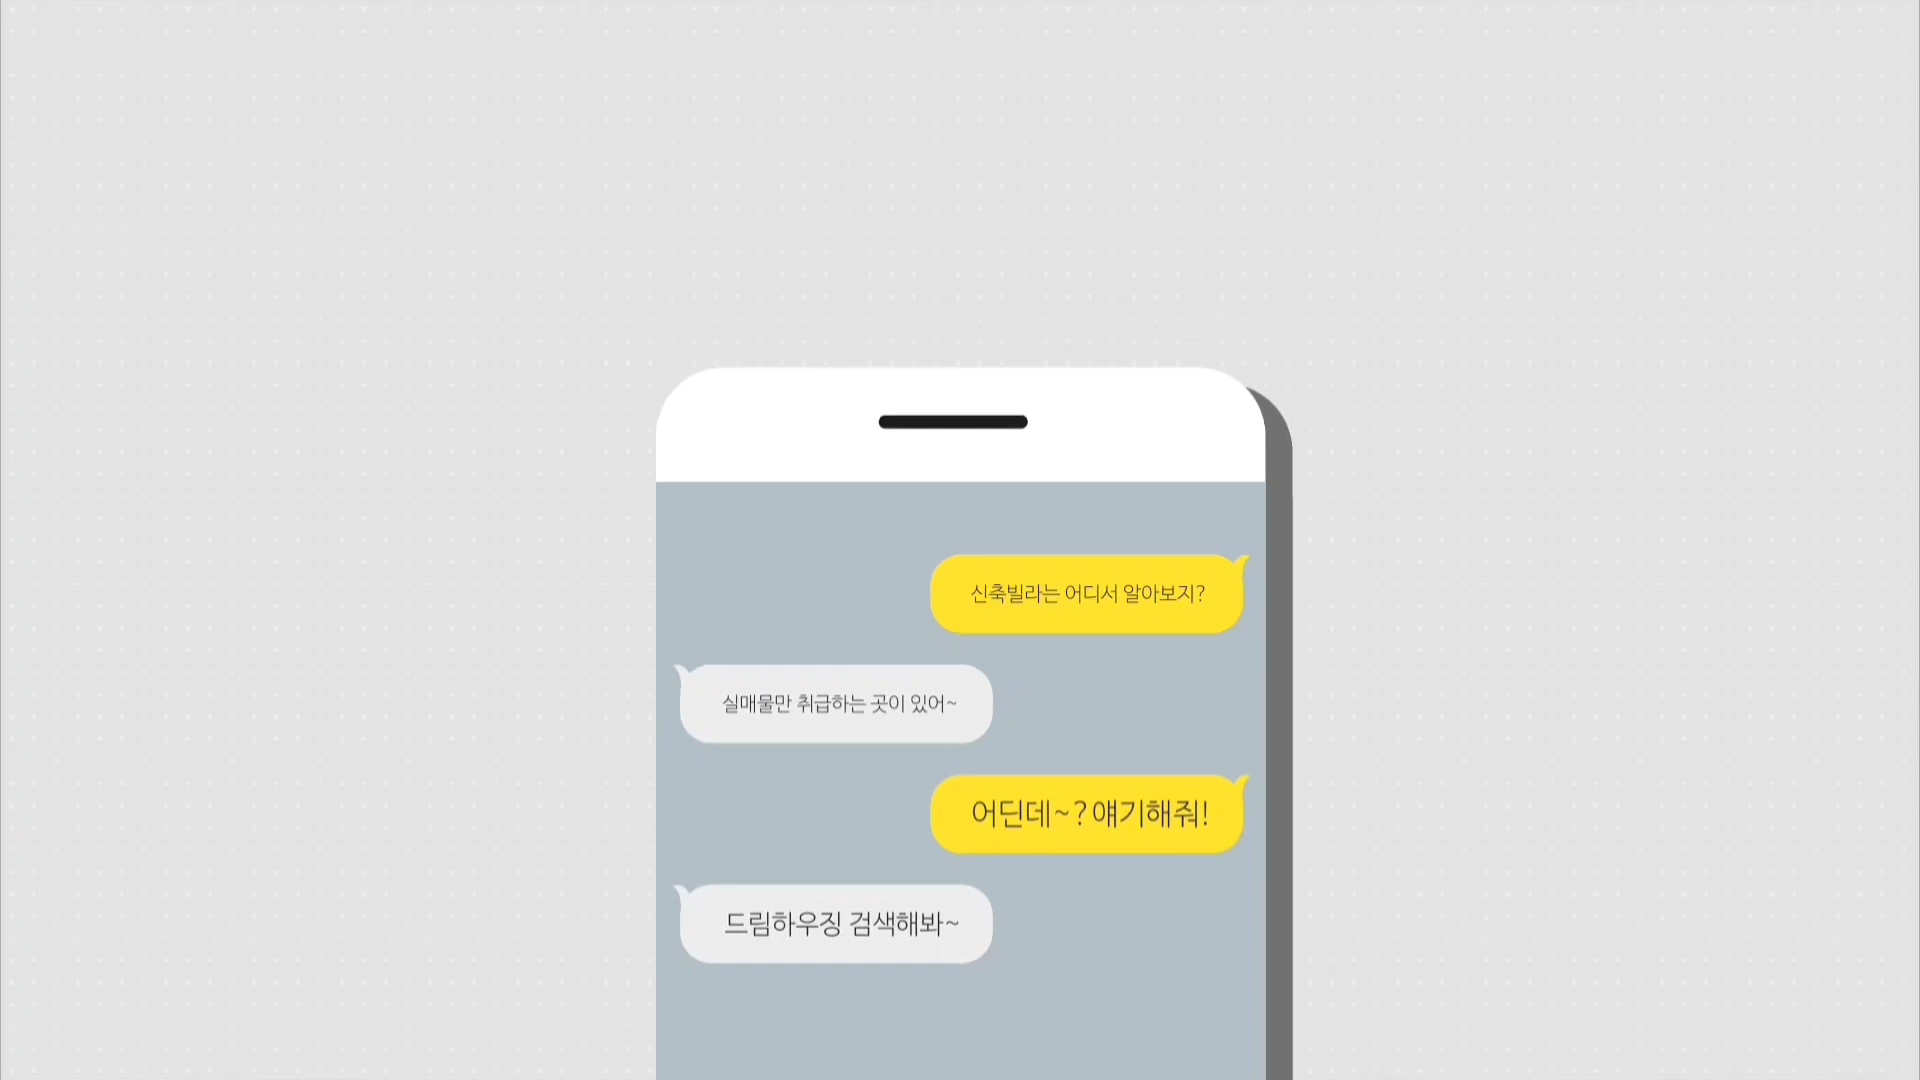 신축빌라는 어디서 알아보지?
실매물만 취급하는 곳이 있어~
어딘데~? 얘기해줘!
드림하우징 검색해봐~